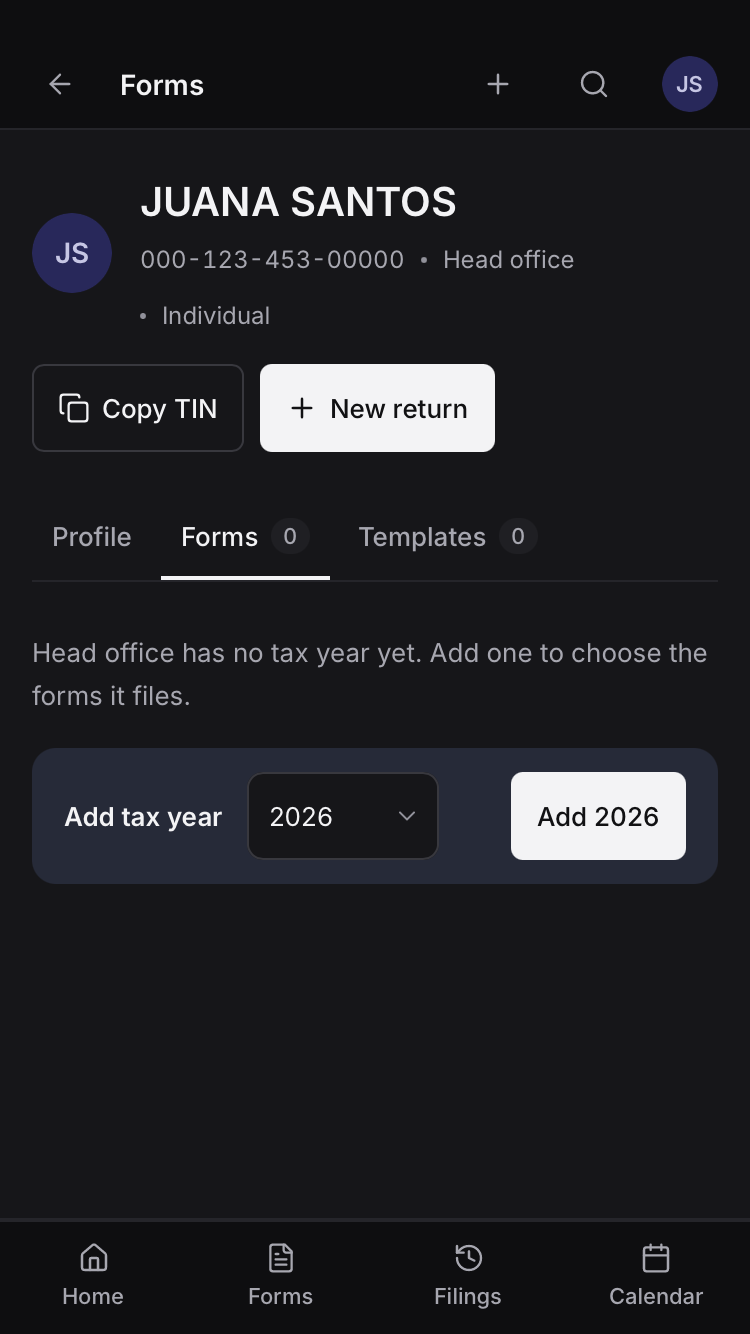 Forms
JS
JUANA SANTOS
JS
000-123-453-00000 • Head office
• Individual
Copy TIN
New return
Profile
Forms 0
Templates 0
Head office has no tax year yet. Add one to choose the
forms it files.
Add tax year
2026
Add 2026
Home
Forms
Filings
Calendar